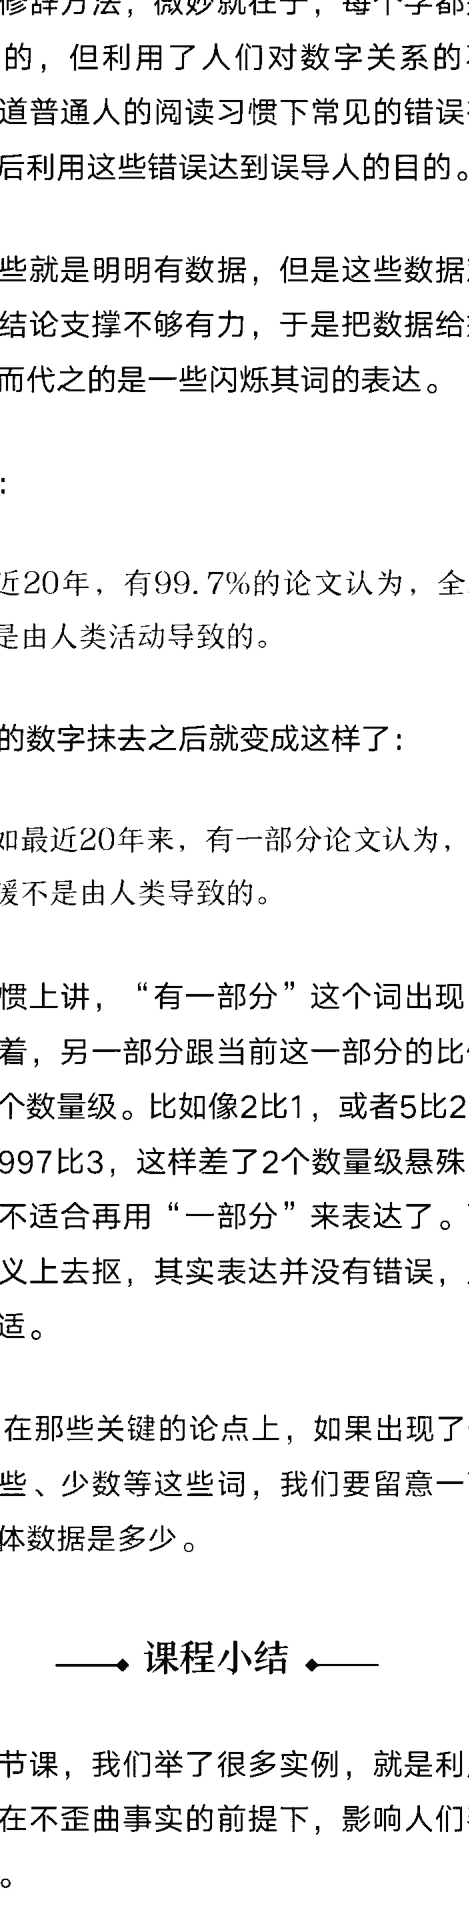 修辞方法，微妙就在于，每个字都
的，但利用了人们对数字关系的
道普通人的阅读习惯下常见的错误
后利用这些错误达到误导人的目的。
些就是明明有数据，但是这些数据
结论支撑不够有力，于是把数据给
而代之的是一些闪烁其词的表达。
：
近20年，有99.7%的论文认为，全
是由人类活动导致的。
的数字抹去之后就变成这样了：
如最近20年来，有一部分论文认为，
暖不是由人类导致的。
惯上讲，“有一部分”这个词出现
着，另一部分跟当前这一部分的比
个数量级。比如像2比1，或者5比2
997比3，这样差了2个数量级悬殊
不适合再用“一部分”来表达了。
义上去抠，其实表达并没有错误，
适。
在那些关键的论点上，如果出现了
些、少数等这些词，我们要留意一
体数据是多少。
课程小结
节课，我们举了很多实例，就是利
在不歪曲事实的前提下，影响人们
。